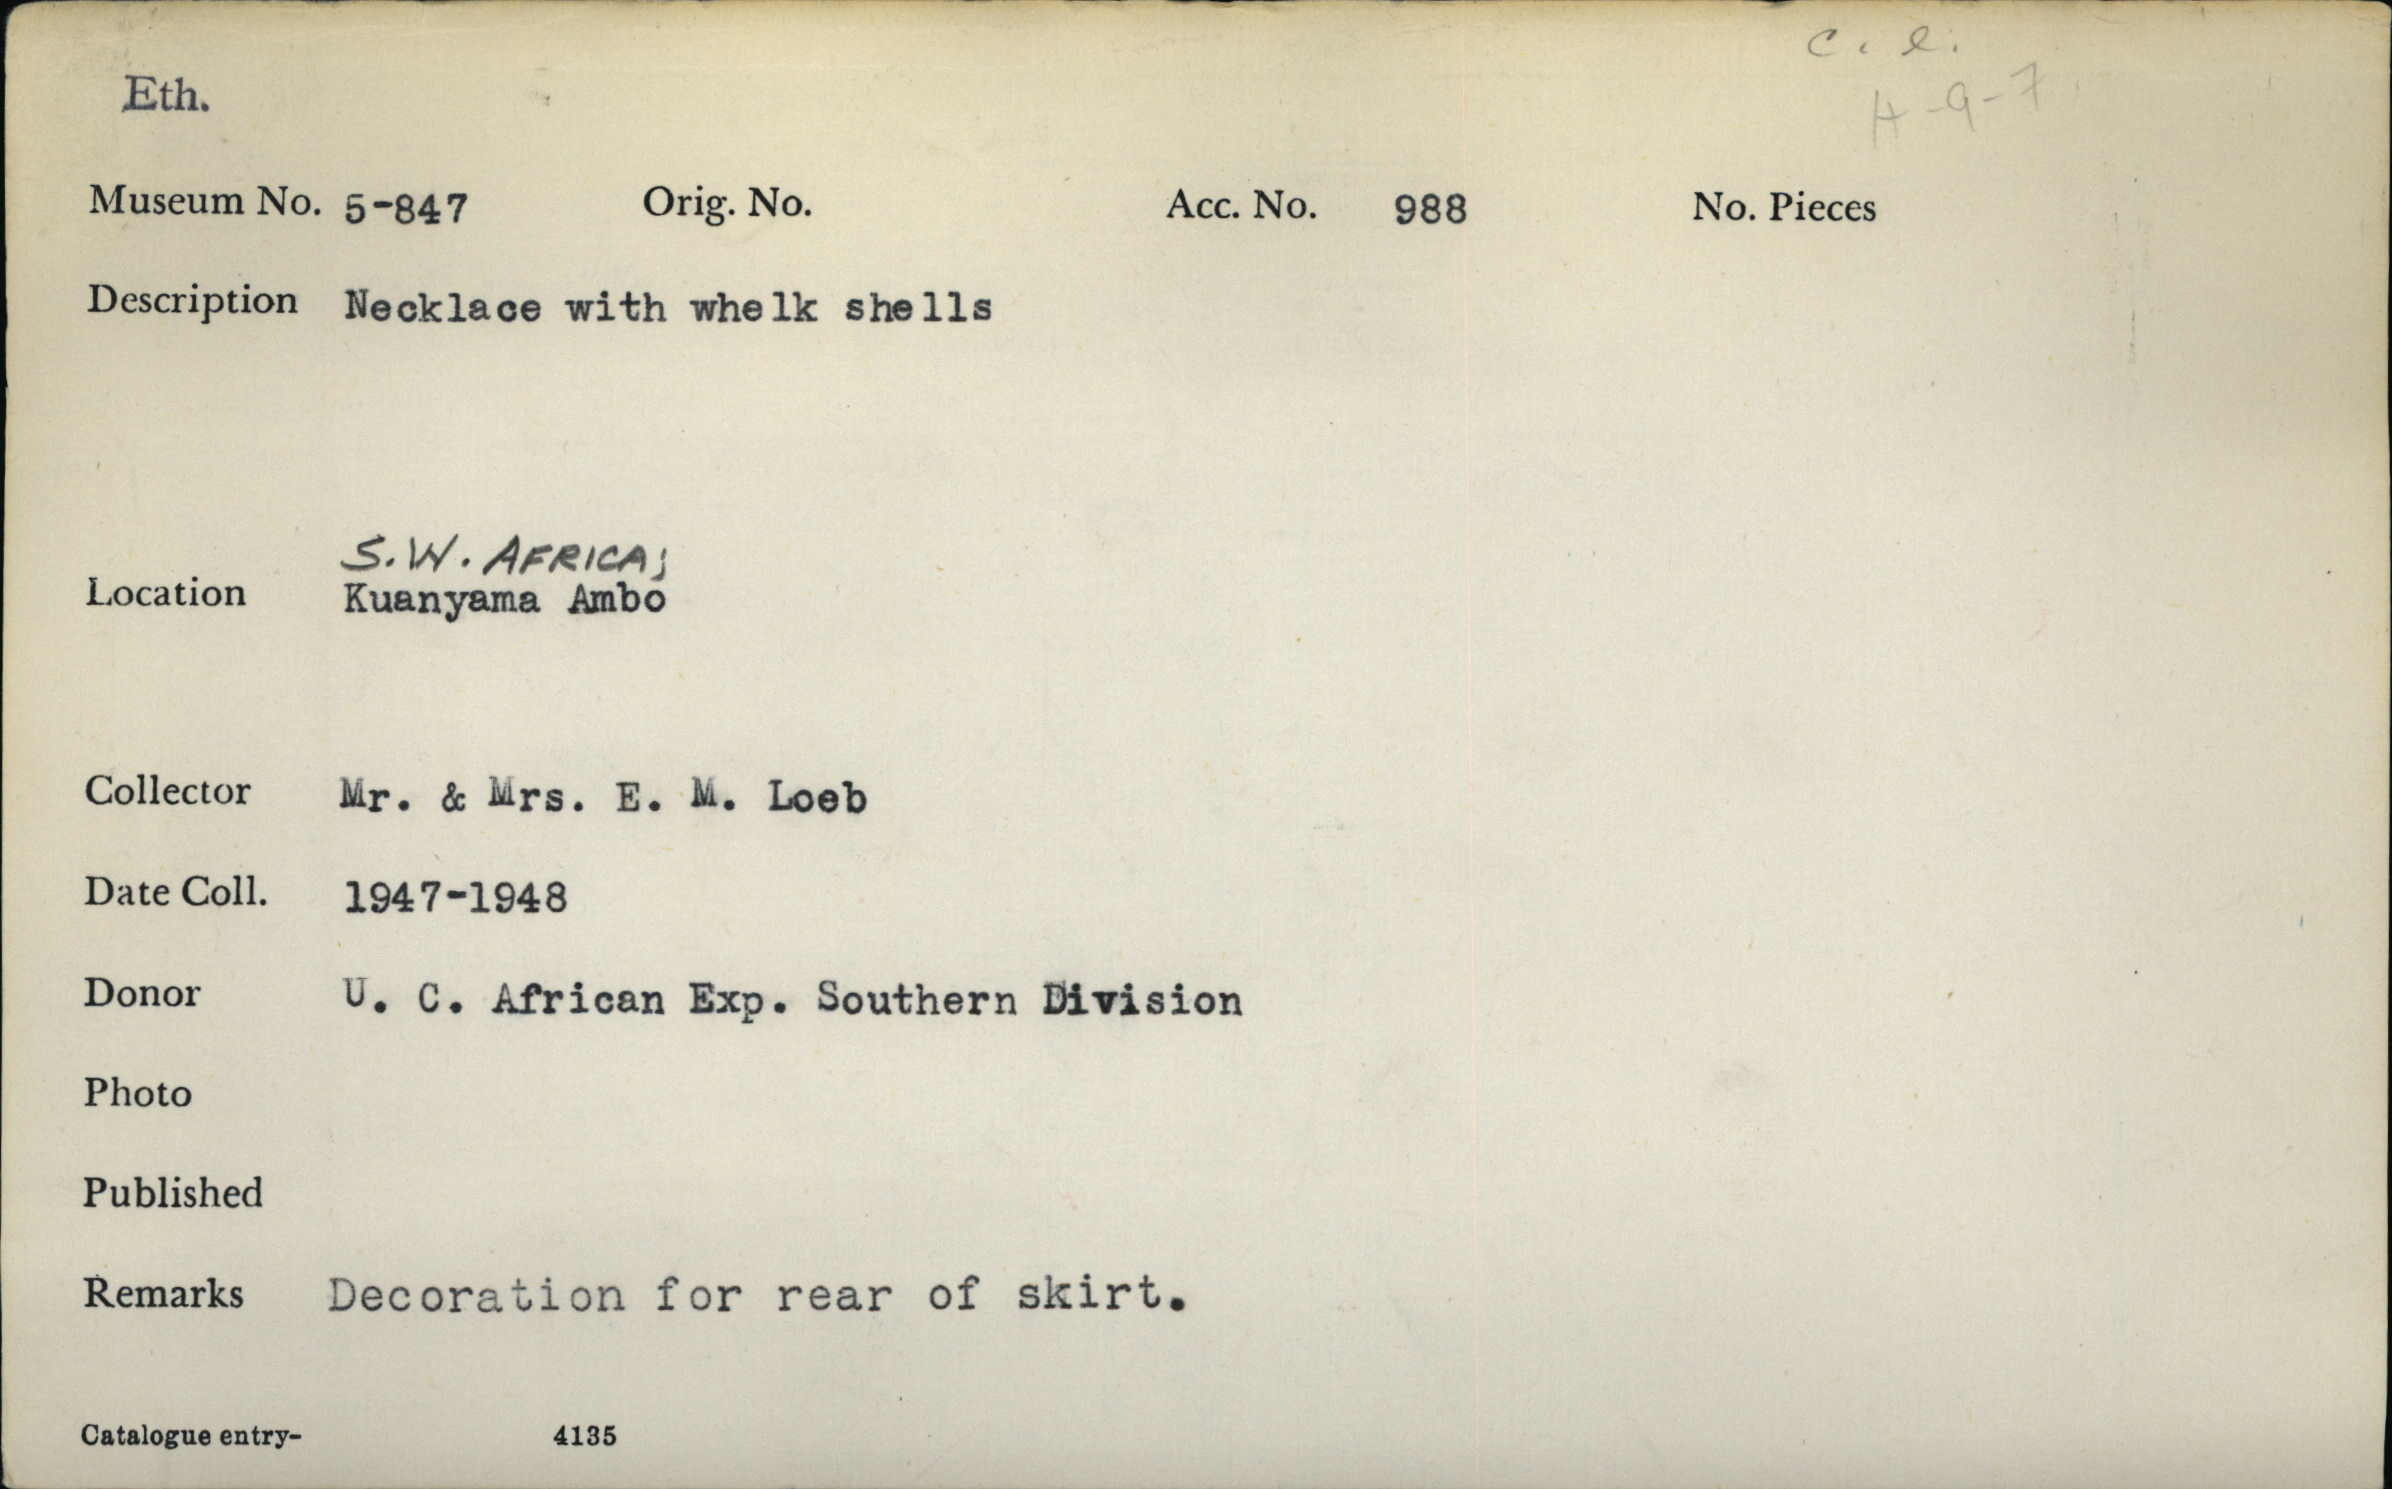 c. e.
Eth.
H-9-7
Museum No. 5-847 Orig. No. Acc. No. 988 No. Pieces
Description Necklace with whelk shells
S.W. AFRICA;
Location Kuanyama Ambo
Collector Mr. & Mrs. E. M. Loeb
Date Coll. 1947-1948
Donor U. C. African Exp. Southern Division
Photo
Published
Remarks Decoration for rear of skirt.
Catalogue entry- 4135